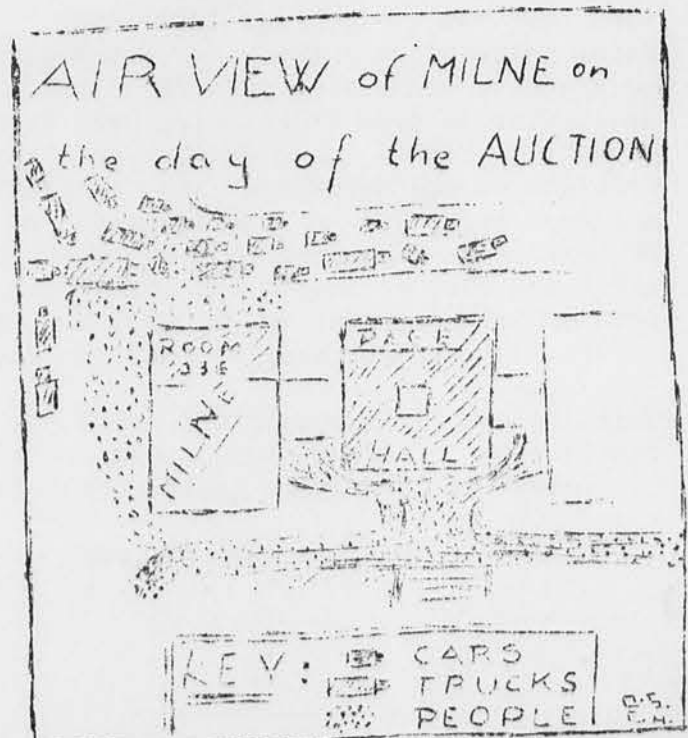 AIR VIEW of MILNE on
the day of the AUCTION
ROOM
MILNE
PAGE
HALL
KEY:
CARS
TRUCKS
PEOPLE